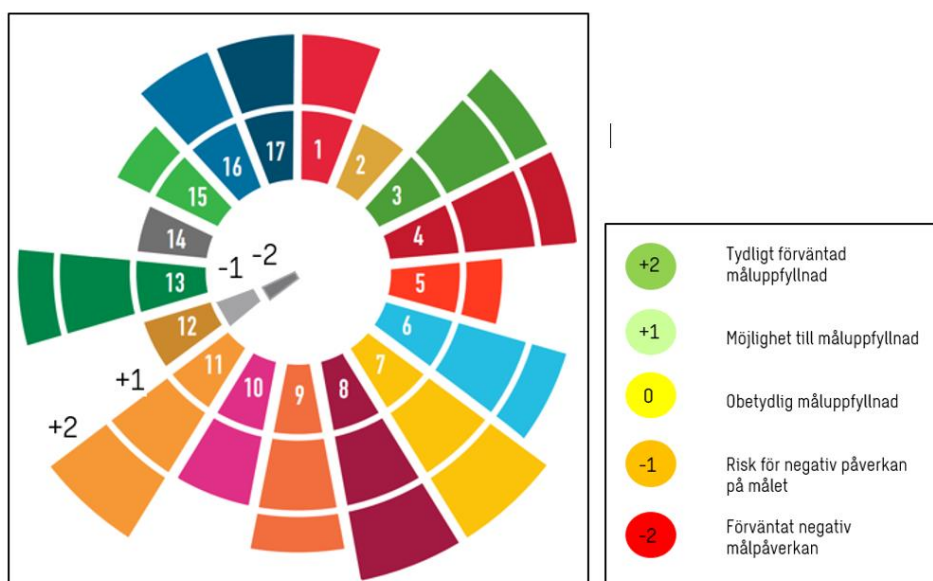 1
2
3
4
5
6
7
8
9
10
11
12
13
14
15
16
17
-1
-2
+1
+2
+2 Tydligt förväntad
måluppfyllnad
+1 Möjlighet till måluppfyllnad
0 Obetydlig måluppfyllnad
-1 Risk för negativ påverkan
på målet
-2 Förväntat negativ
målpåverkan